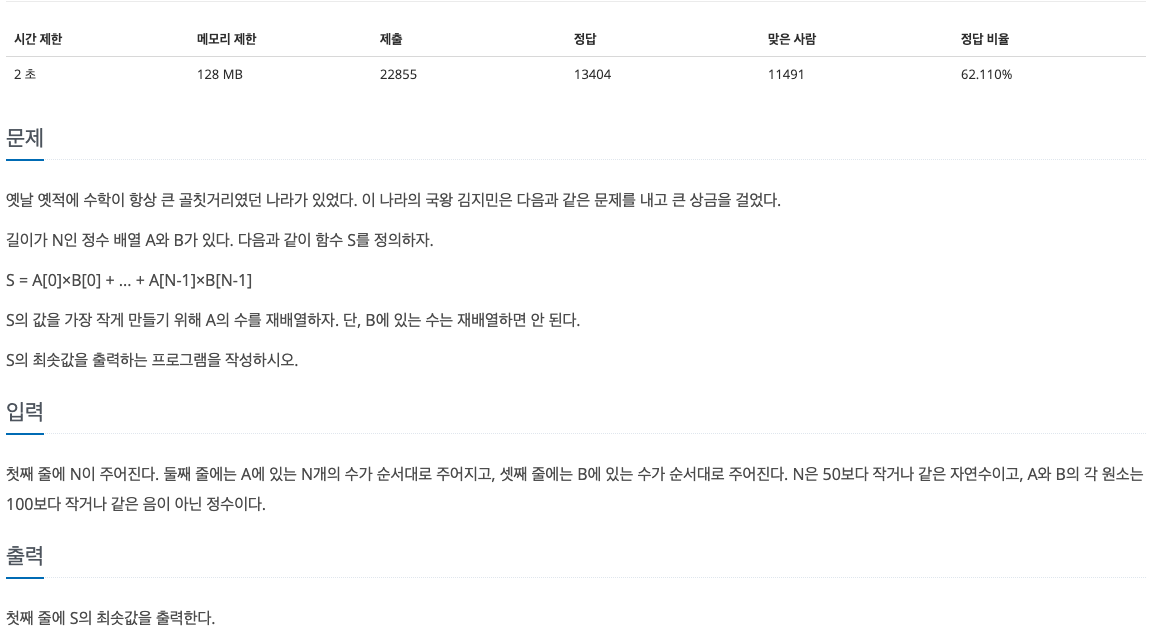 시간 제한 메모리 제한 제출 정답 맞은 사람 정답 비율
2 초 128 MB 22855 13404 11491 62.110%
문제
옛날 옛적에 수학이 항상 큰 골칫거리였던 나라가 있었다. 이 나라의 국왕 김지민은 다음과 같은 문제를 내고 큰 상금을 걸었다.
길이가 N인 정수 배열 A와 B가 있다. 다음과 같이 함수 S를 정의하자.
S = A[0]×B[0] + ... + A[N-1]×B[N-1]
S의 값을 가장 작게 만들기 위해 A의 수를 재배열하자. 단, B에 있는 수는 재배열하면 안 된다.
S의 최솟값을 출력하는 프로그램을 작성하시오.
입력
첫째 줄에 N이 주어진다. 둘째 줄에는 A에 있는 N개의 수가 순서대로 주어지고, 셋째 줄에는 B에 있는 수가 순서대로 주어진다. N은 50보다 작거나 같은 자연수이고, A와 B의 각 원소는
100보다 작거나 같은 음이 아닌 정수이다.
출력
첫째 줄에 S의 최솟값을 출력한다.